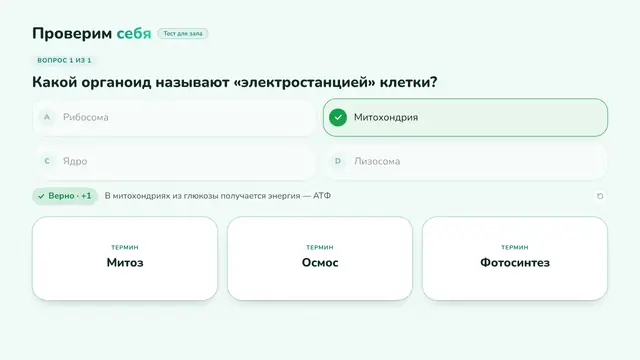 Проверим себя Тест для зала
ВОПРОС 1 ИЗ 1
Какой органоид называют «электростанцией» клетки?
A Рибосома
Митохондрия
C Ядро
D Лизосома
Верно · +1 В митохондриях из глюкозы получается энергия — АТФ
ТЕРМИН
Митоз
ТЕРМИН
Осмос
ТЕРМИН
Фотосинтез